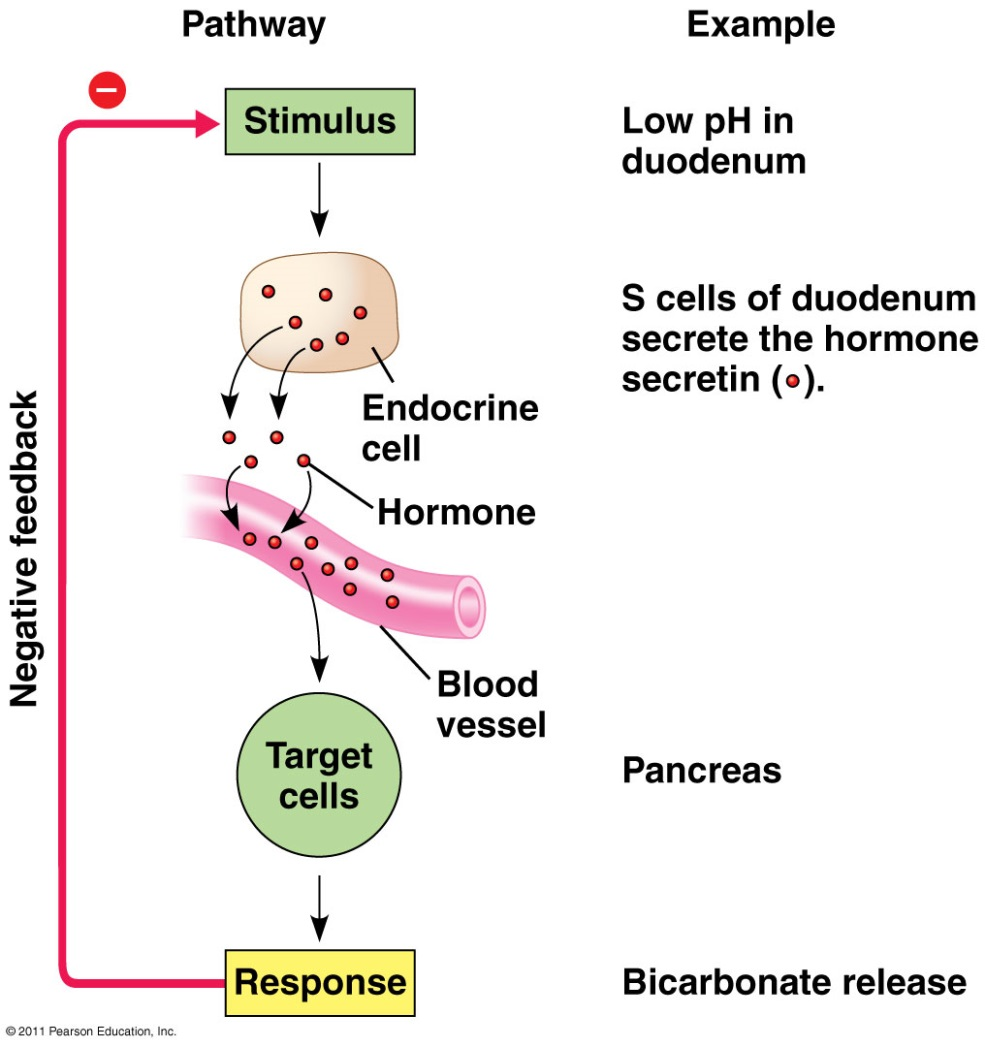 Pathway
Example
Stimulus
Low pH in
duodenum
S cells of duodenum
secrete the hormone
secretin ( ).
Endocrine
cell
Hormone
Negative feedback
Blood
vessel
Target
cells
Pancreas
Response
Bicarbonate release
© 2011 Pearson Education, Inc.